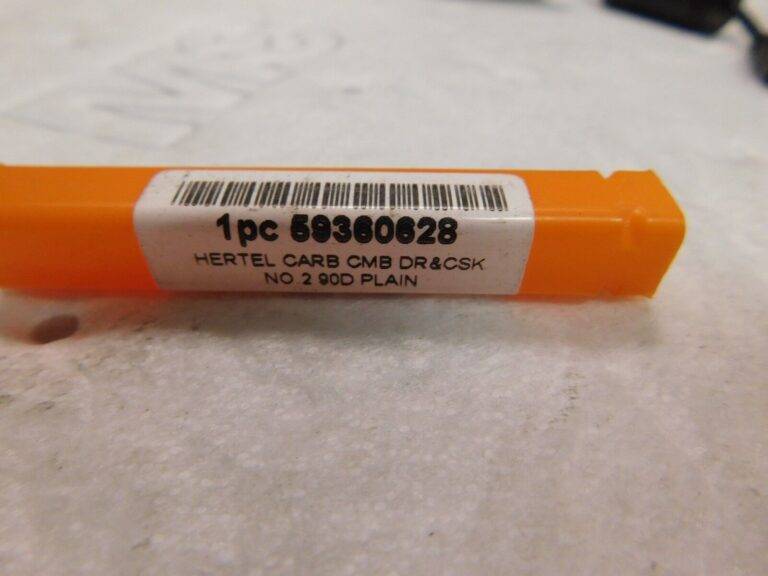 1pc 59360628
HERTEL CARB CMB DR&CSK
NO.2 90D PLAIN